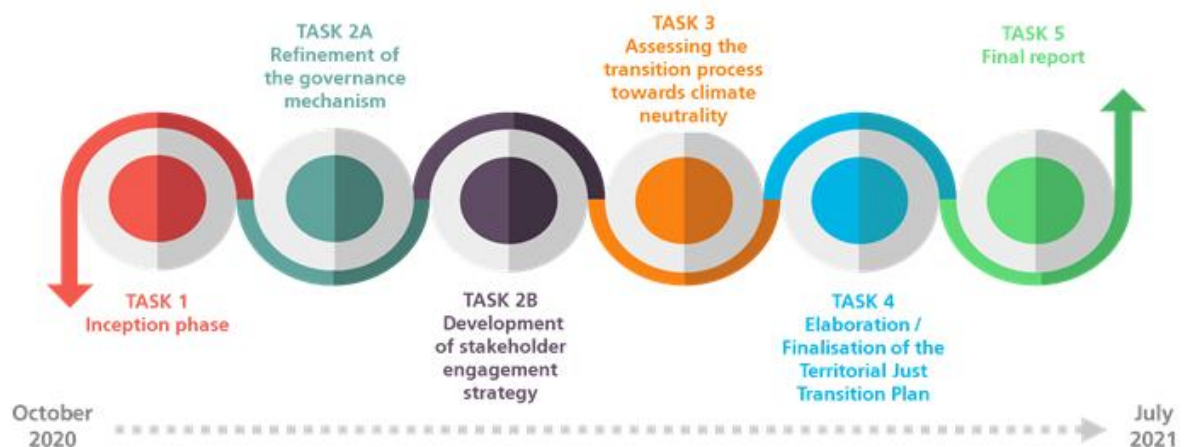 TASK 1
Inception phase
TASK 2A
Refinement of
the governance
mechanism
TASK 2B
Development
of stakeholder
engagement
strategy
TASK 3
Assessing the
transition process
towards climate
neutrality
TASK 4
Elaboration /
Finalisation of the
Territorial Just
Transition Plan
TASK 5
Final report
October
2020
July
2021